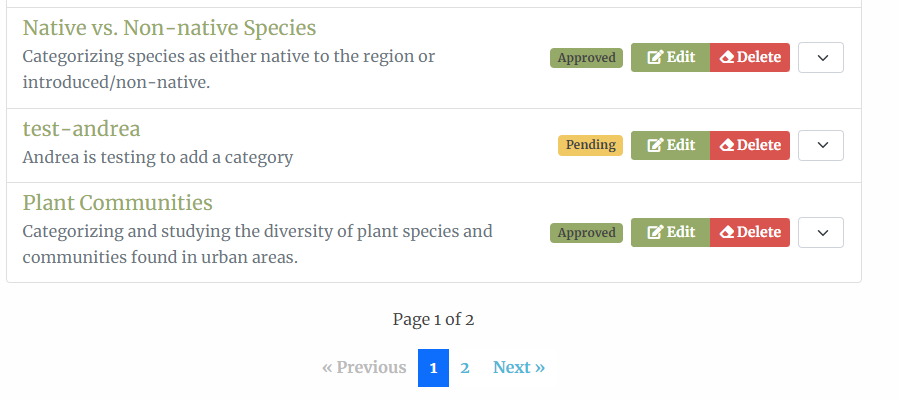 Native vs. Non-native Species
Categorizing species as either native to the region or
introduced/non-native.
Approved Edit Delete
test-andrea
Andrea is testing to add a category
Pending Edit Delete
Plant Communities
Categorizing and studying the diversity of plant species and
communities found in urban areas.
Approved Edit Delete
Page 1 of 2
« Previous 1 2 Next »